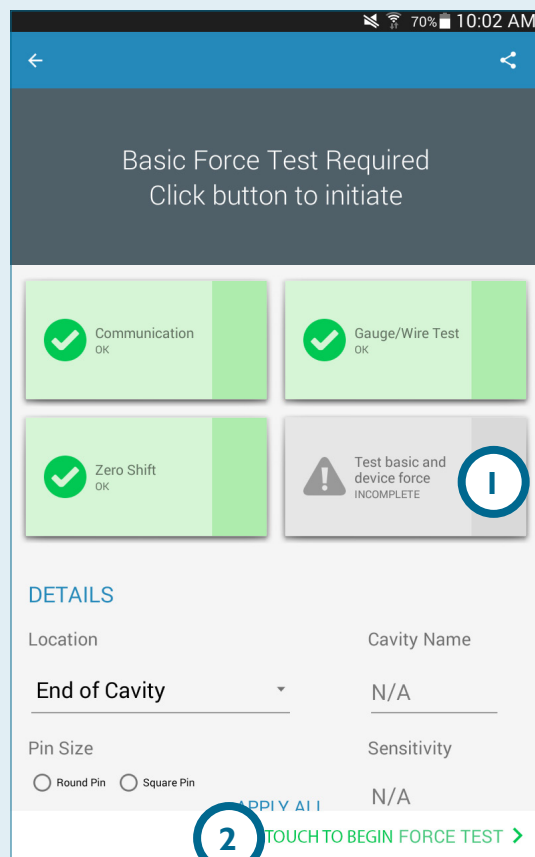 70% 10:02 AM
Basic Force Test Required
Click button to initiate
Communication
OK
Gauge/Wire Test
OK
Zero Shift
OK
Test basic and
device force
INCOMPLETE
1
DETAILS
Location
Cavity Name
End of Cavity
N/A
Pin Size
Sensitivity
Round Pin
Square Pin
N/A
APPLY ALL
2
TOUCH TO BEGIN FORCE TEST